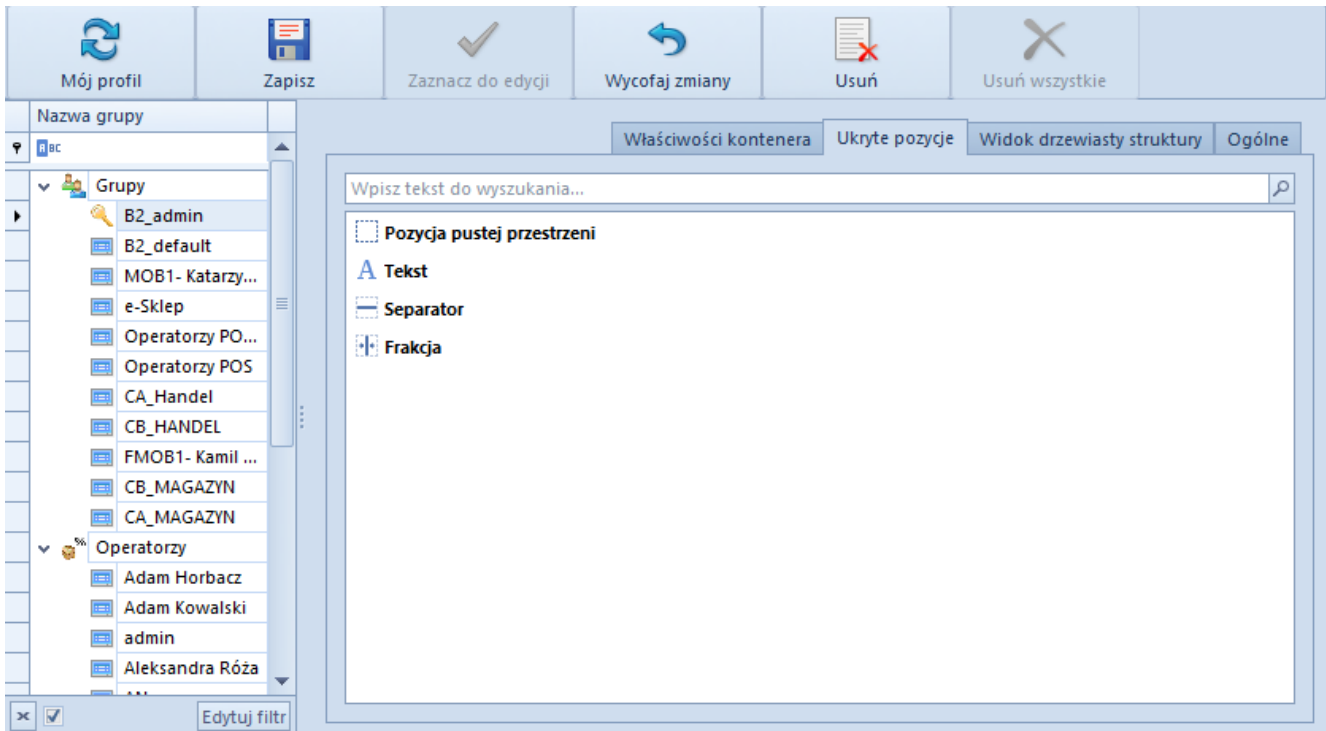 Mój profil
Zapisz
Zaznacz do edycji
Wycofaj zmiany
Usuń
Usuń wszystkie
Nazwa grupy
ABC
Grupy
B2_admin
B2_default
MOB1- Katarzy...
e-Sklep
Operatorzy PO...
Operatorzy POS
CA_Handel
CB_HANDEL
FMOB1- Kamil ...
CB_MAGAZYN
CA_MAGAZYN
Operatorzy
Adam Horbacz
Adam Kowalski
admin
Aleksandra Róża
Edytuj filtr
Właściwości kontenera
Ukryte pozycje
Widok drzewiasty struktury
Ogólne
Wpisz tekst do wyszukania...
Pozycja pustej przestrzeni
A Tekst
Separator
Frakcja